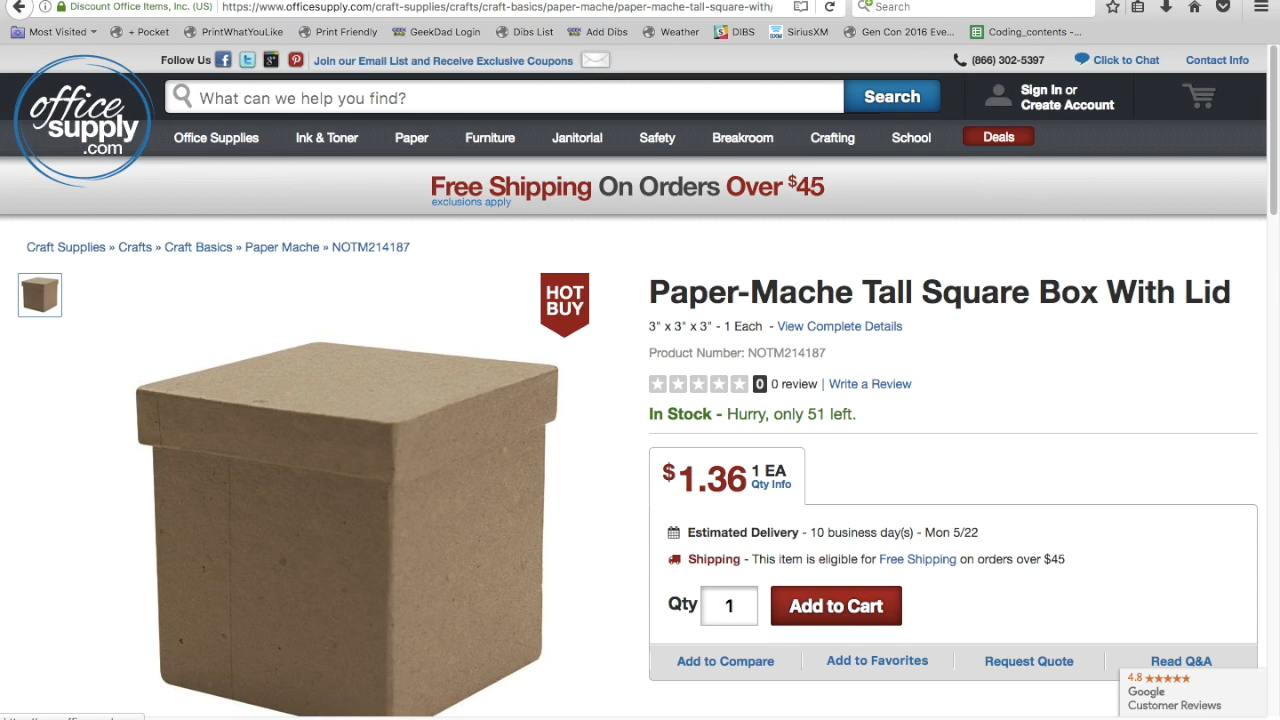 Discount Office Items, Inc. (US)
https://www.officesupply.com/craft-supplies/crafts/craft-basics/paper-mache/paper-mache-tall-square-with/
Search
Most Visited
+ Pocket
PrintWhatYouLike
Print Friendly
GeekDad Login
Dibs List
Add Dibs
Weather
DIBS
SiriusXM
Gen Con 2016 Eve...
Coding_contents -...
Follow Us
Join our Email List and Receive Exclusive Coupons
(866) 302-5397
Click to Chat
Contact Info
office supply .com
What can we help you find?
Search
Sign In or
Create Account
Office Supplies
Ink & Toner
Paper
Furniture
Janitorial
Safety
Breakroom
Crafting
School
Deals
Free Shipping On Orders Over $45
exclusions apply
Craft Supplies » Crafts » Craft Basics » Paper Mache » NOTM214187
HOT
BUY
Paper-Mache Tall Square Box With Lid
3" x 3" x 3" - 1 Each - View Complete Details
Product Number: NOTM214187
0 0 review | Write a Review
In Stock - Hurry, only 51 left.
$1.36 1 EA
Qty Info
Estimated Delivery - 10 business day(s) - Mon 5/22
Shipping - This item is eligible for Free Shipping on orders over $45
Qty 1 Add to Cart
Add to Compare
Add to Favorites
Request Quote
Read Q&A
4.8
Google
Customer Reviews